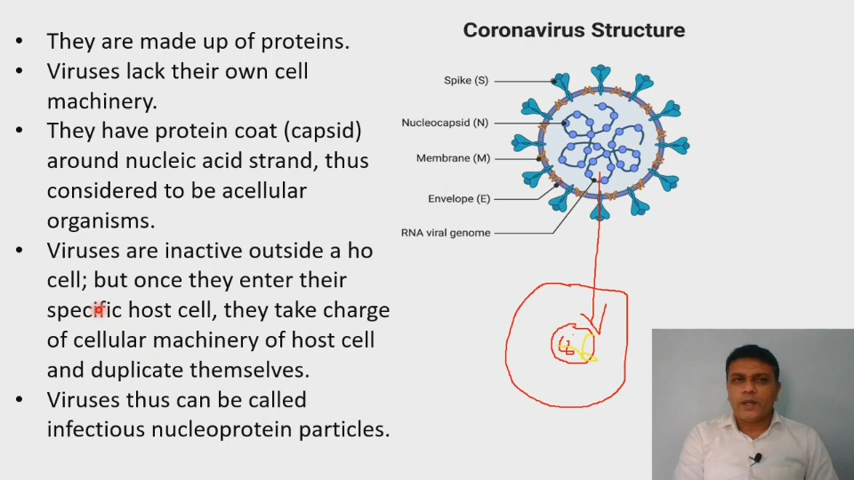 • They are made up of proteins.
• Viruses lack their own cell
machinery.
• They have protein coat (capsid)
around nucleic acid strand, thus
considered to be acellular
organisms.
• Viruses are inactive outside a ho
cell; but once they enter their
specific host cell, they take charge
of cellular machinery of host cell
and duplicate themselves.
• Viruses thus can be called
infectious nucleoprotein particles.
Coronavirus Structure
Spike (S)
Nucleocapsid (N)
Membrane (M)
Envelope (E)
RNA viral genome